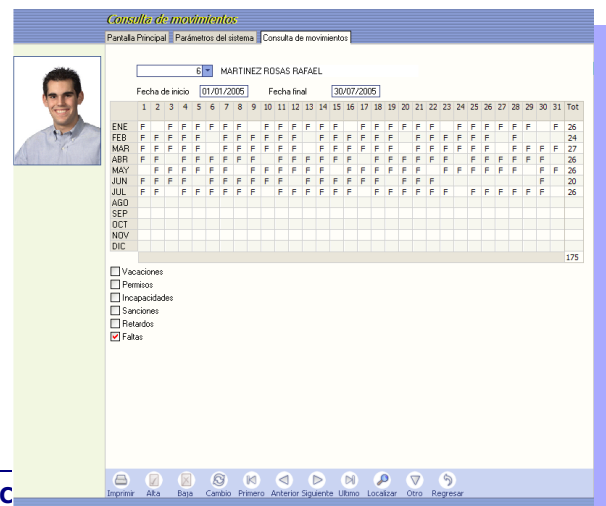 Consulta de movimientos
Pantalla Principal Parámetros del sistema Consulta de movimientos
6 MARTINEZ ROSAS RAFAEL
Fecha de inicio 01/01/2005 Fecha final 30/07/2005
1 2 3 4 5 6 7 8 9 10 11 12 13 14 15 16 17 18 19 20 21 22 23 24 25 26 27 28 29 30 31 Tot
ENE F F F F F F F F F F F F F F F F F F F F F F F F F F 26
FEB F F F F F F F F F F F F F F F F F F F F F F F F 24
MAR F F F F F F F F F F F F F F F F F F F F F F F F F F F 27
ABR F F F F F F F F F F F F F F F F F F F F F F F F F F 26
MAY F F F F F F F F F F F F F F F F F F F F F F F F F F 26
JUN F F F F F F F F F F F F F F F F F F F F 20
JUL F F F F F F F F F F F F F F F F F F F F F F F F F F 26
AGO
SEP
OCT
NOV
DIC
175
Vacaciones
Permisos
Incapacidades
Sanciones
Retardos
Faltas
Imprimir Alta Baja Cambio Primero Anterior Siguiente Ultimo Localizar Otro Regresar